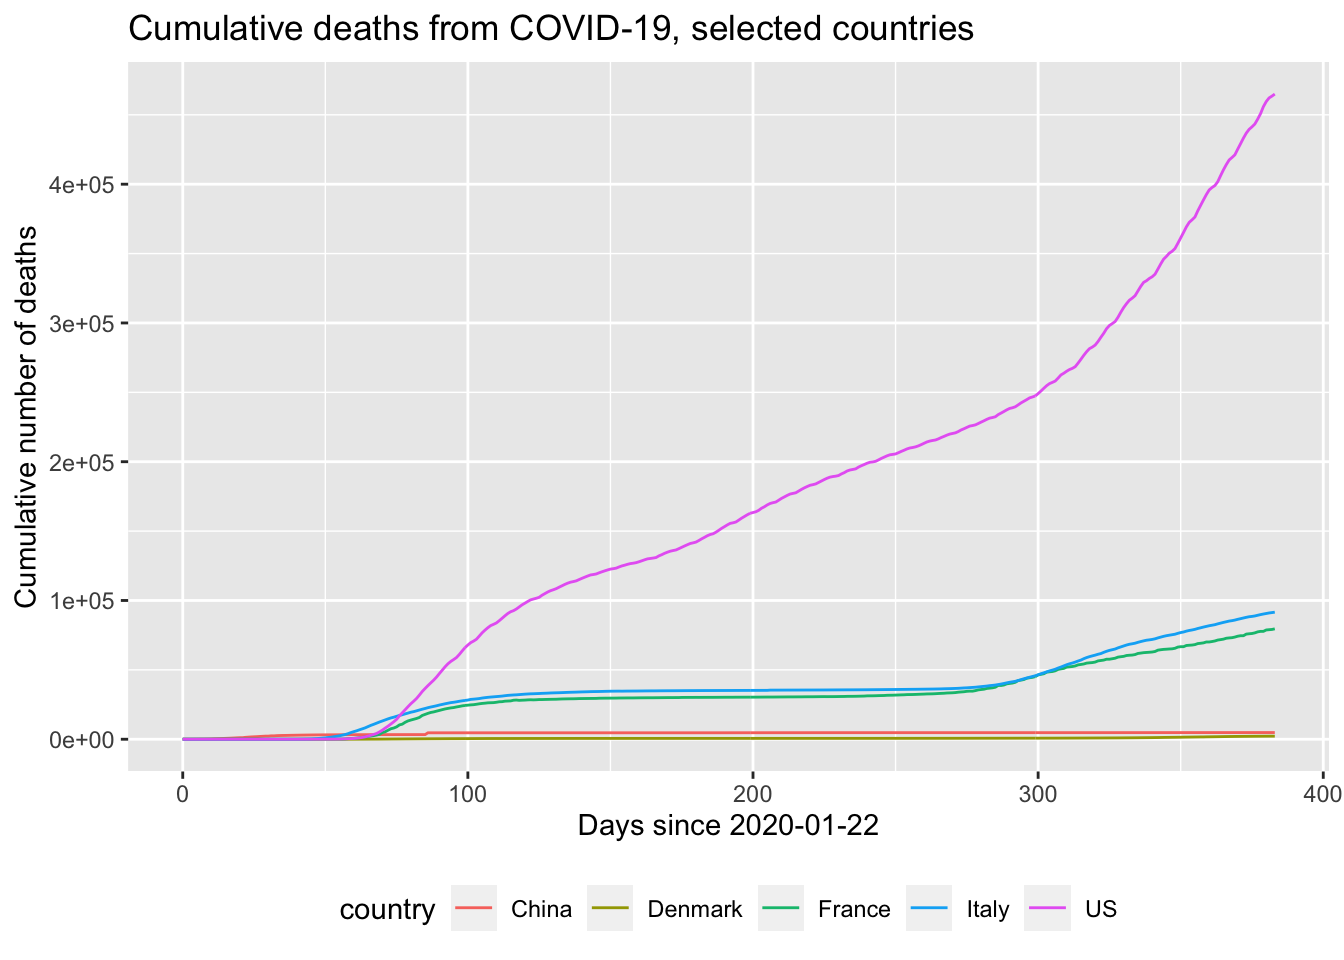 Cumulative deaths from COVID-19, selected countries
Cumulative number of deaths
4e+05
3e+05
2e+05
1e+05
0e+00
0 100 200 300 400
Days since 2020-01-22
country China Denmark France Italy US